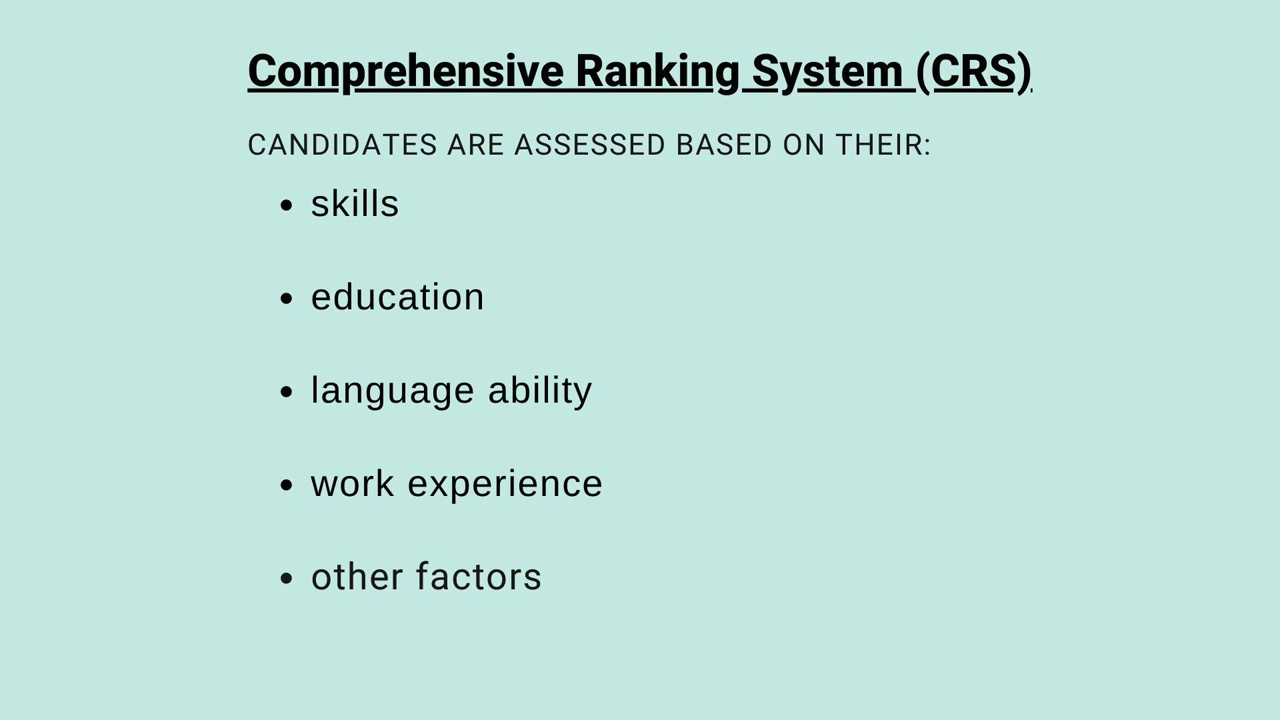 Comprehensive Ranking System (CRS)
CANDIDATES ARE ASSESSED BASED ON THEIR:
• skills
• education
• language ability
• work experience
• other factors